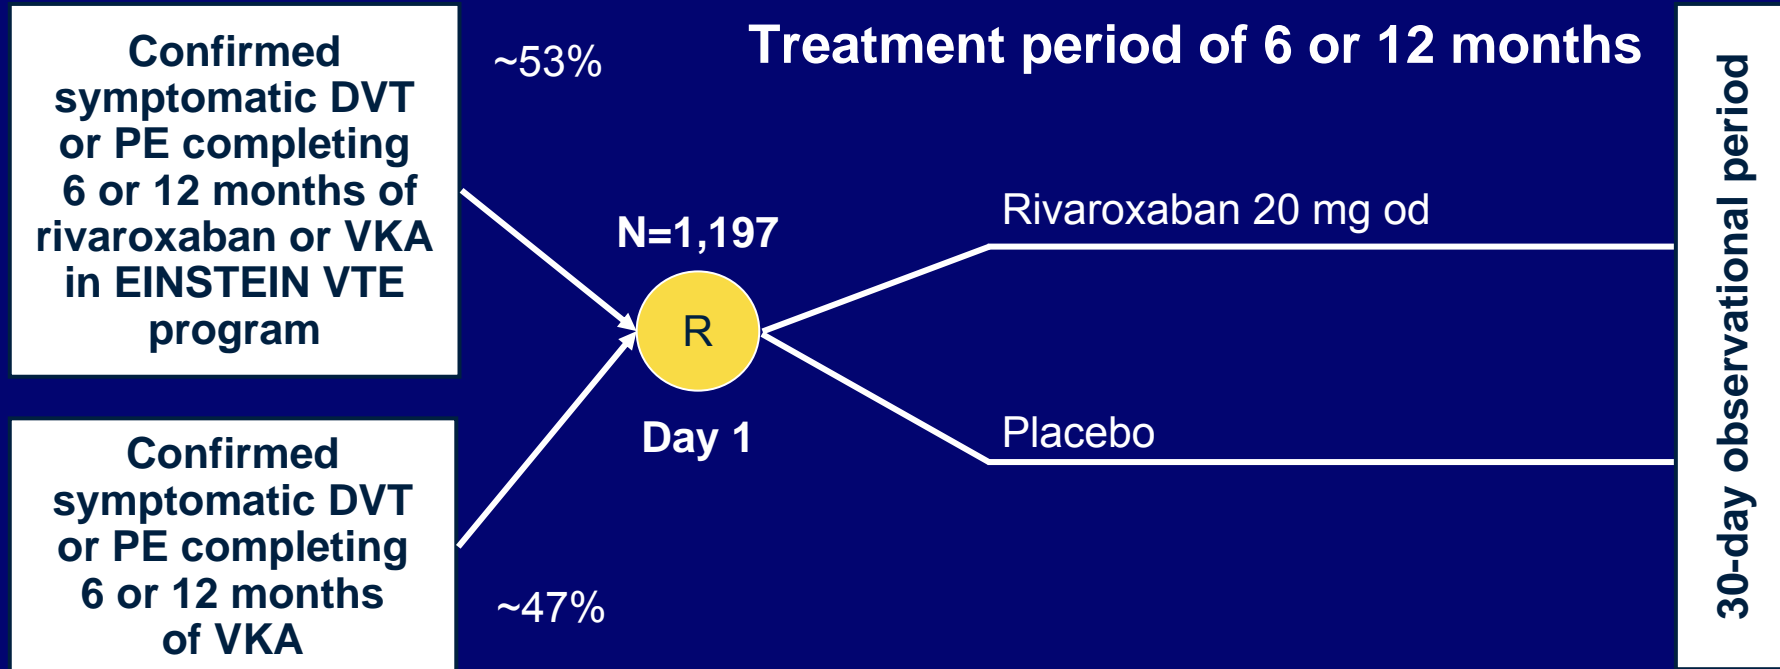 Confirmed
symptomatic DVT
or PE completing
6 or 12 months of
rivaroxaban or VKA
in EINSTEIN VTE
program
~53%
Treatment period of 6 or 12 months
N=1,197
R
Day 1
Rivaroxaban 20 mg od
Placebo
Confirmed
symptomatic DVT
or PE completing
6 or 12 months
of VKA
~47%
30-day observational period